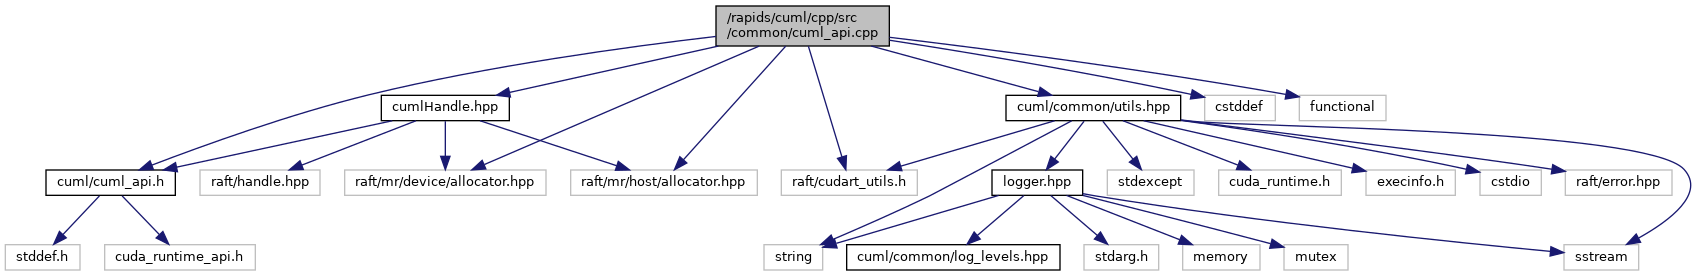 /rapids/cuml/cpp/src
/common/cuml_api.cpp
cumlHandle.hpp
cuml/common/utils.hpp
cstddef
functional
cuml/cuml_api.h
raft/handle.hpp
raft/mr/device/allocator.hpp
raft/mr/host/allocator.hpp
raft/cudart_utils.h
logger.hpp
stdexcept
cuda_runtime.h
execinfo.h
cstdio
raft/error.hpp
stddef.h
cuda_runtime_api.h
string
cuml/common/log_levels.hpp
stdarg.h
memory
mutex
sstream